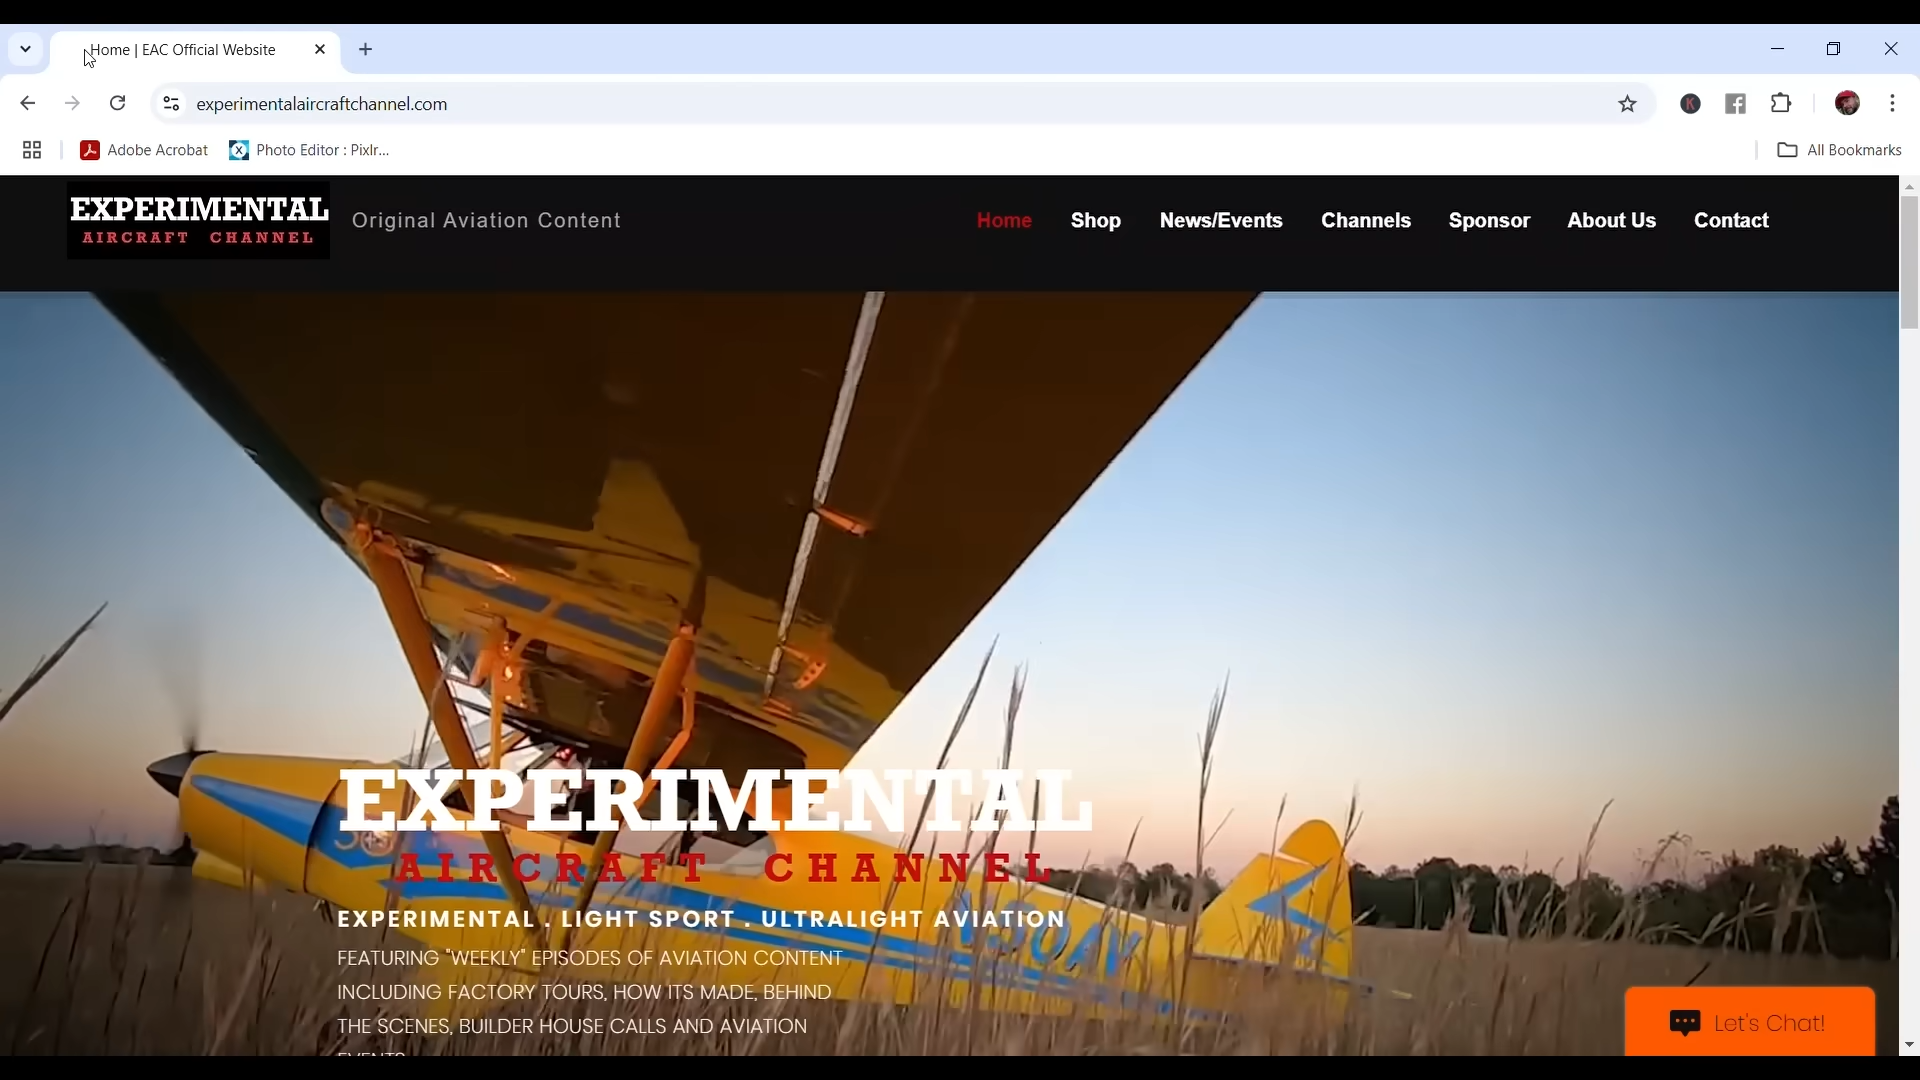 Home | EAC Official Website
experimentalaircraftchannel.com
Adobe Acrobat
Photo Editor : Pixlr...
All Bookmarks
EXPERIMENTAL
AIRCRAFT CHANNEL
Original Aviation Content
Home Shop News/Events Channels Sponsor About Us Contact
EXPERIMENTAL
AIRCRAFT CHANNEL
EXPERIMENTAL . LIGHT SPORT . ULTRALIGHT AVIATION
FEATURING "WEEKLY" EPISODES OF AVIATION CONTENT
INCLUDING FACTORY TOURS, HOW ITS MADE, BEHIND
THE SCENES, BUILDER HOUSE CALLS AND AVIATION
EVENTS
Let's Chat!